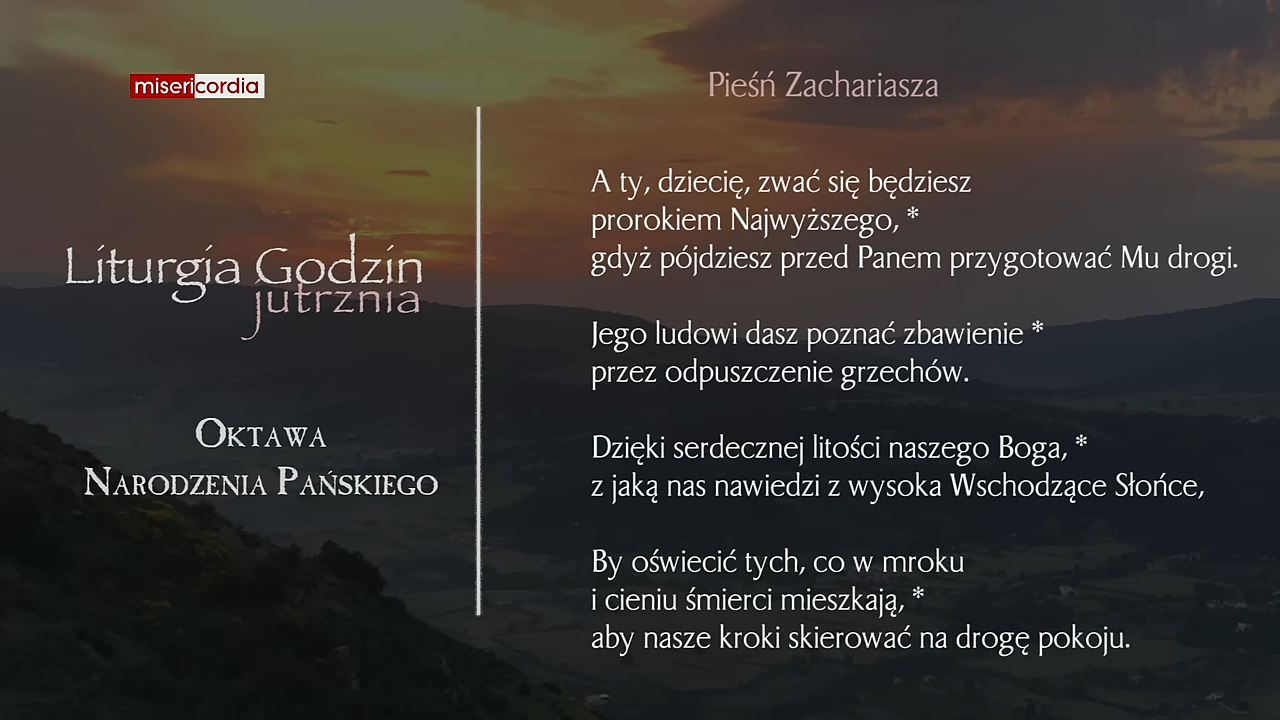 misericordia
Liturgia Godzin
jutrznia
Oktawa
Narodzenia Pańskiego
Pieśń Zachariasza
A ty, dziecię, zwać się będziesz
prorokiem Najwyższego, *
gdyż pójdziesz przed Panem przygotować Mu drogi.
Jego ludowi dasz poznać zbawienie *
przez odpuszczenie grzechów.
Dzięki serdecznej litości naszego Boga, *
z jaką nas nawiedzi z wysoka Wschodzące Słońce,
By oświecić tych, co w mroku
i cieniu śmierci mieszkają, *
aby nasze kroki skierować na drogę pokoju.